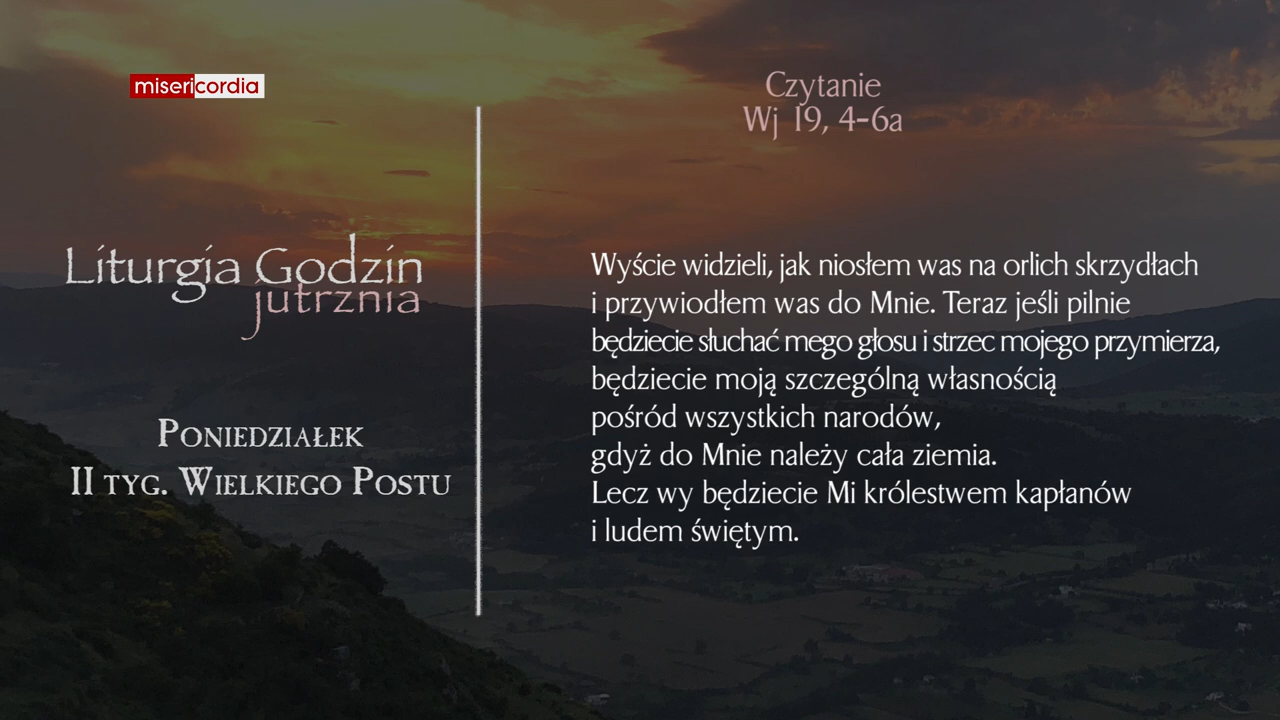 misericordia
Liturgia Godzin
jutrznia
Poniedziałek
II tyg. Wielkiego Postu
Czytanie
Wj 19, 4-6a
Wyście widzieli, jak niosłem was na orlich skrzydłach
i przywiodłem was do Mnie. Teraz jeśli pilnie
będziecie słuchać mego głosu i strzec mojego przymierza,
będziecie moją szczególną własnością
pośród wszystkich narodów,
gdyż do Mnie należy cała ziemia.
Lecz wy będziecie Mi królestwem kapłanów
i ludem świętym.